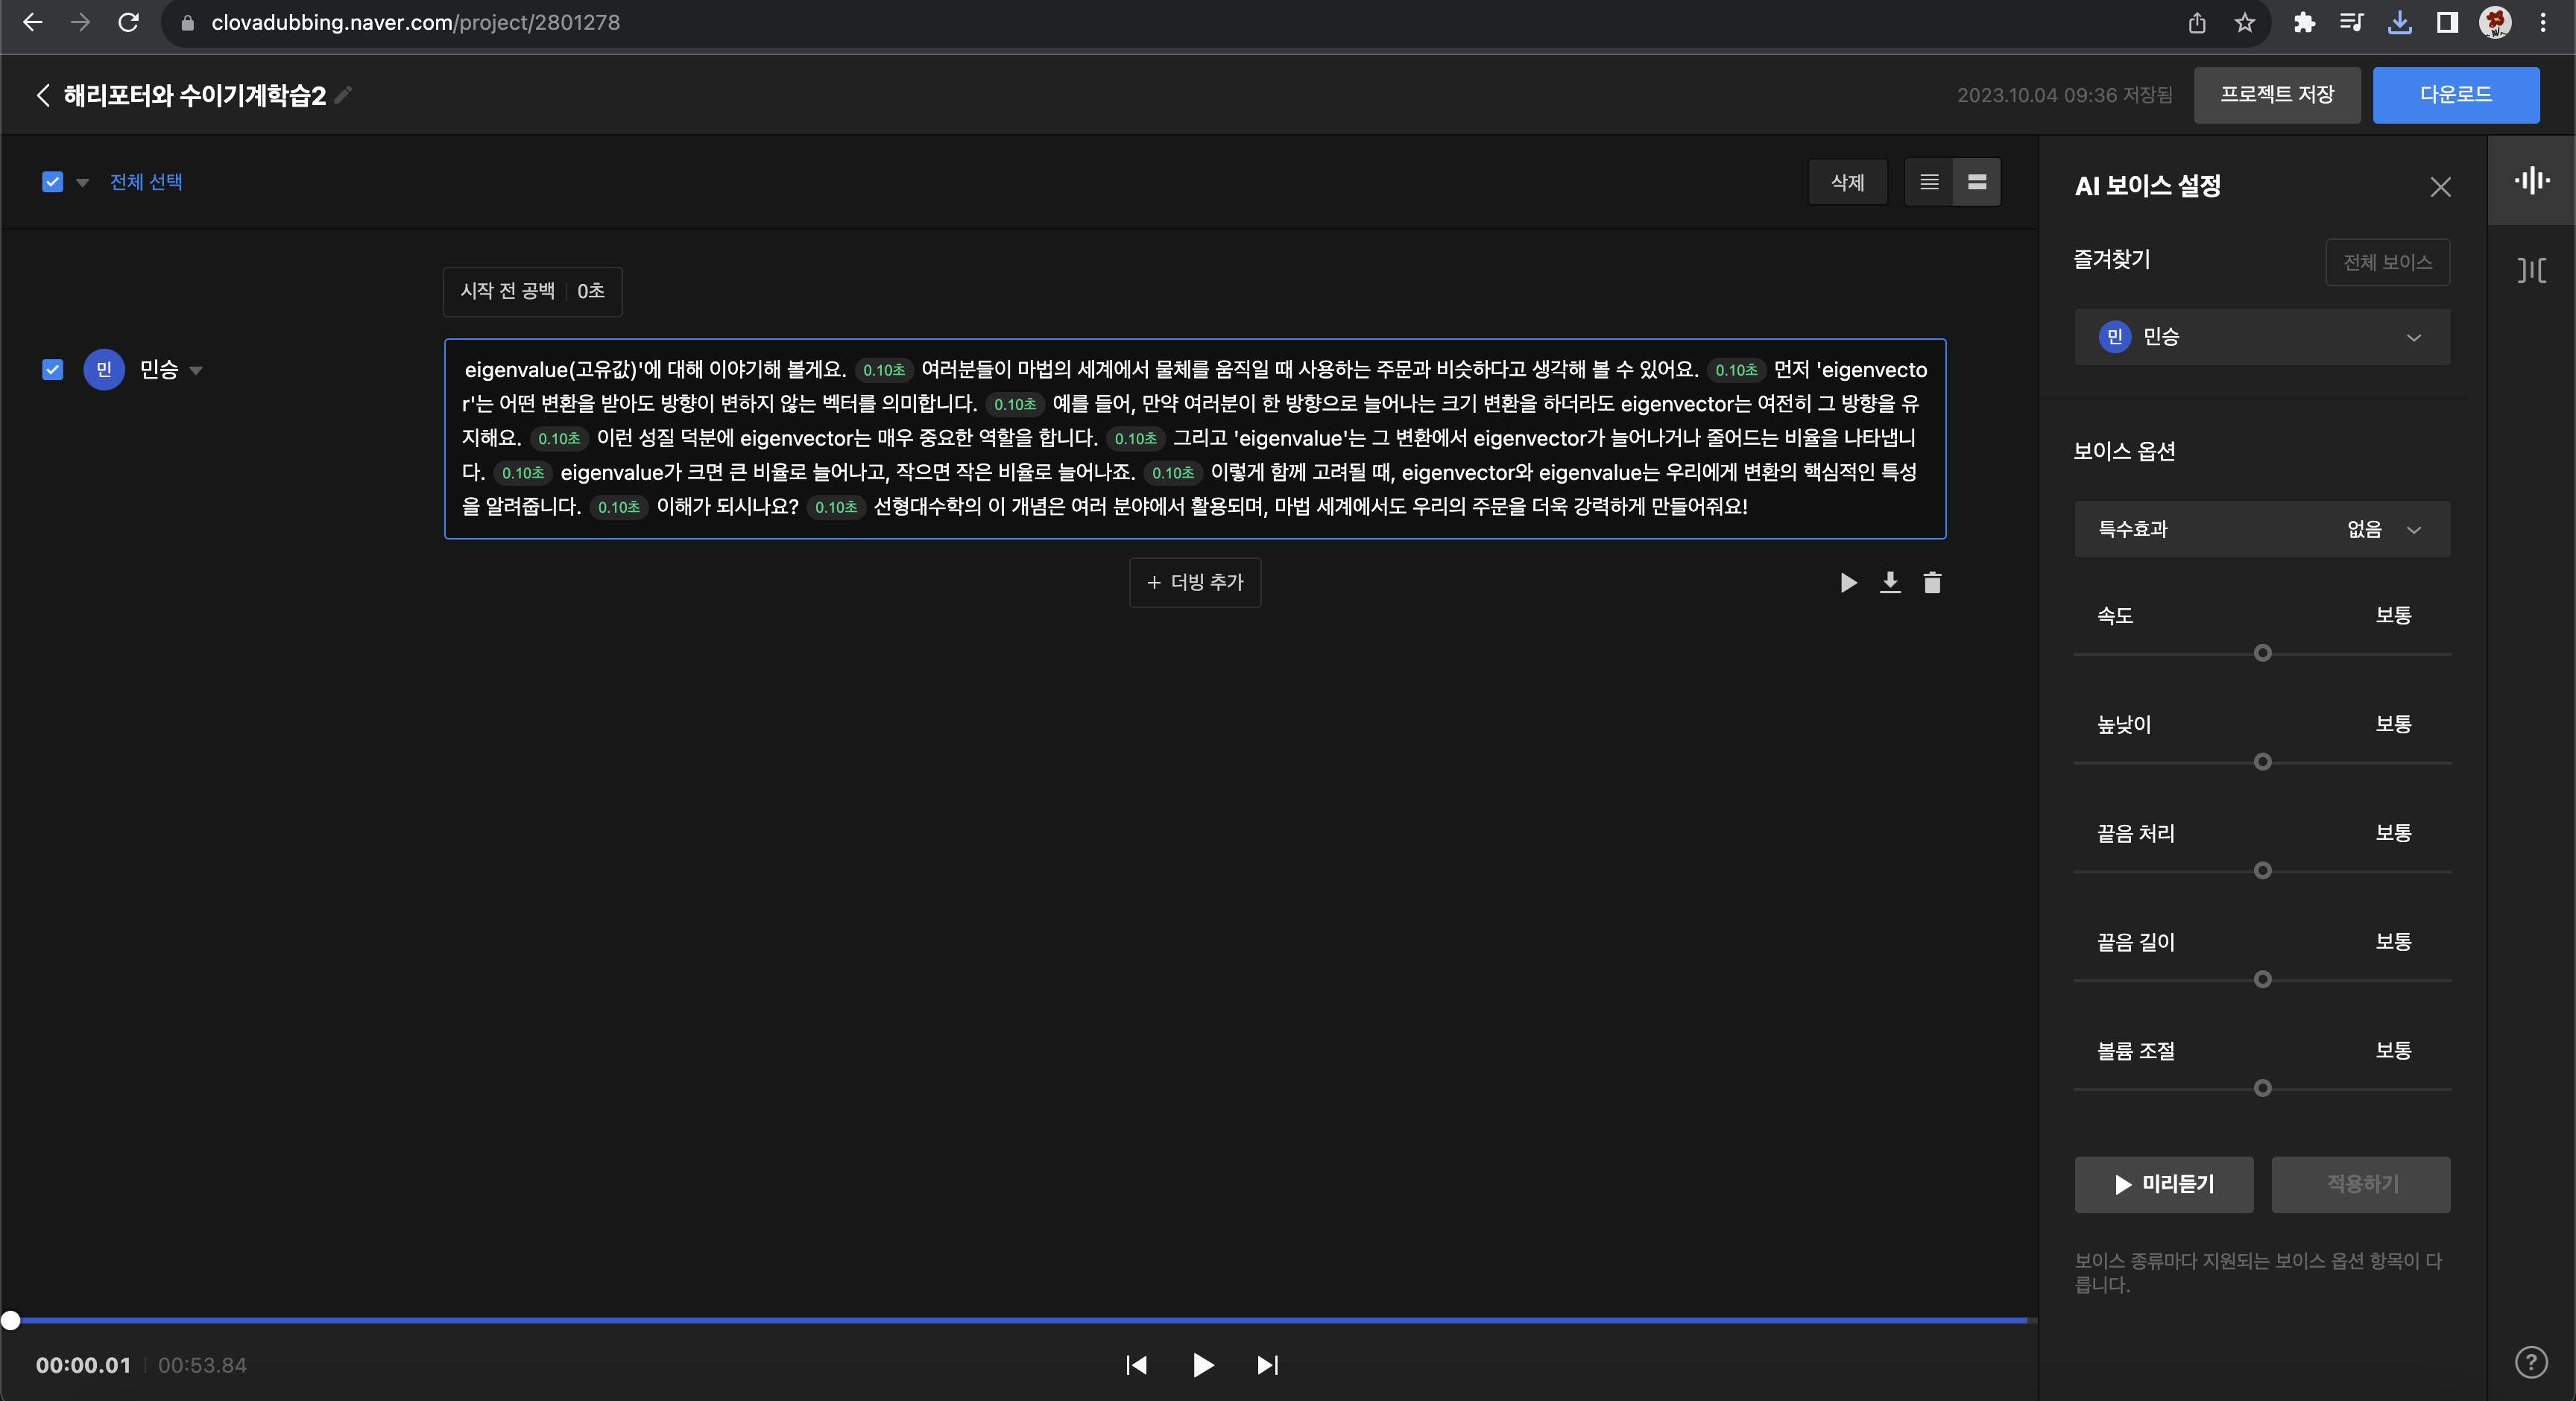 clovadubbing.naver.com/project/2801278
해리포터와 수이기계학습2
2023.10.04 09:36 저장됨
프로젝트 저장
다운로드
전체 선택
삭제
시작 전 공백 0초
민 민승
eigenvalue(고유값)'에 대해 이야기해 볼게요. 0.10초 여러분들이 마법의 세계에서 물체를 움직일 때 사용하는 주문과 비슷하다고 생각해 볼 수 있어요. 0.10초 먼저 'eigenvecto
r'는 어떤 변환을 받아도 방향이 변하지 않는 벡터를 의미합니다. 0.10초 예를 들어, 만약 여러분이 한 방향으로 늘어나는 크기 변환을 하더라도 eigenvector는 여전히 그 방향을 유
지해요. 0.10초 이런 성질 덕분에 eigenvector는 매우 중요한 역할을 합니다. 0.10초 그리고 'eigenvalue'는 그 변환에서 eigenvector가 늘어나거나 줄어드는 비율을 나타냅니
다. 0.10초 eigenvalue가 크면 큰 비율로 늘어나고, 작으면 작은 비율로 늘어나죠. 0.10초 이렇게 함께 고려될 때, eigenvector와 eigenvalue는 우리에게 변환의 핵심적인 특성
을 알려줍니다. 0.10초 이해가 되시나요? 0.10초 선형대수학의 이 개념은 여러 분야에서 활용되며, 마법 세계에서도 우리의 주문을 더욱 강력하게 만들어줘요!
+ 더빙 추가
00:00.01 00:53.84
AI 보이스 설정
즐겨찾기
전체 보이스
민 민승
보이스 옵션
특수효과 없음
속도 보통
높낮이 보통
끝음 처리 보통
끝음 길이 보통
볼륨 조절 보통
미리듣기
적용하기
보이스 종류마다 지원되는 보이스 옵션 항목이 다
릅니다.
?